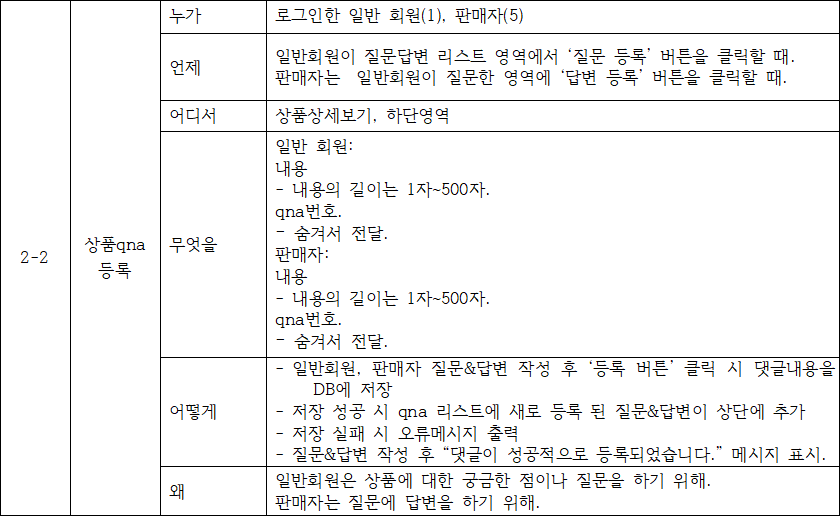 누가
로그인한 일반 회원(1), 판매자(5)
언제
일반회원이 질문답변 리스트 영역에서 ‘질문 등록’ 버튼을 클릭할 때.
판매자는 일반회원이 질문한 영역에 ‘답변 등록’ 버튼을 클릭할 때.
어디서
상품상세보기, 하단영역
2-2
상품qna
등록
무엇을
일반 회원:
내용
- 내용의 길이는 1자~500자.
qna번호.
- 숨겨서 전달.
판매자:
내용
- 내용의 길이는 1자~500자.
qna번호.
- 숨겨서 전달.
어떻게
- 일반회원, 판매자 질문&답변 작성 후 ‘등록 버튼’ 클릭 시 댓글내용을
DB에 저장
- 저장 성공 시 qna 리스트에 새로 등록 된 질문&답변이 상단에 추가
- 저장 실패 시 오류메시지 출력
- 질문&답변 작성 후 “댓글이 성공적으로 등록되었습니다.” 메시지 표시.
왜
일반회원은 상품에 대한 궁금한 점이나 질문을 하기 위해.
판매자는 질문에 답변을 하기 위해.